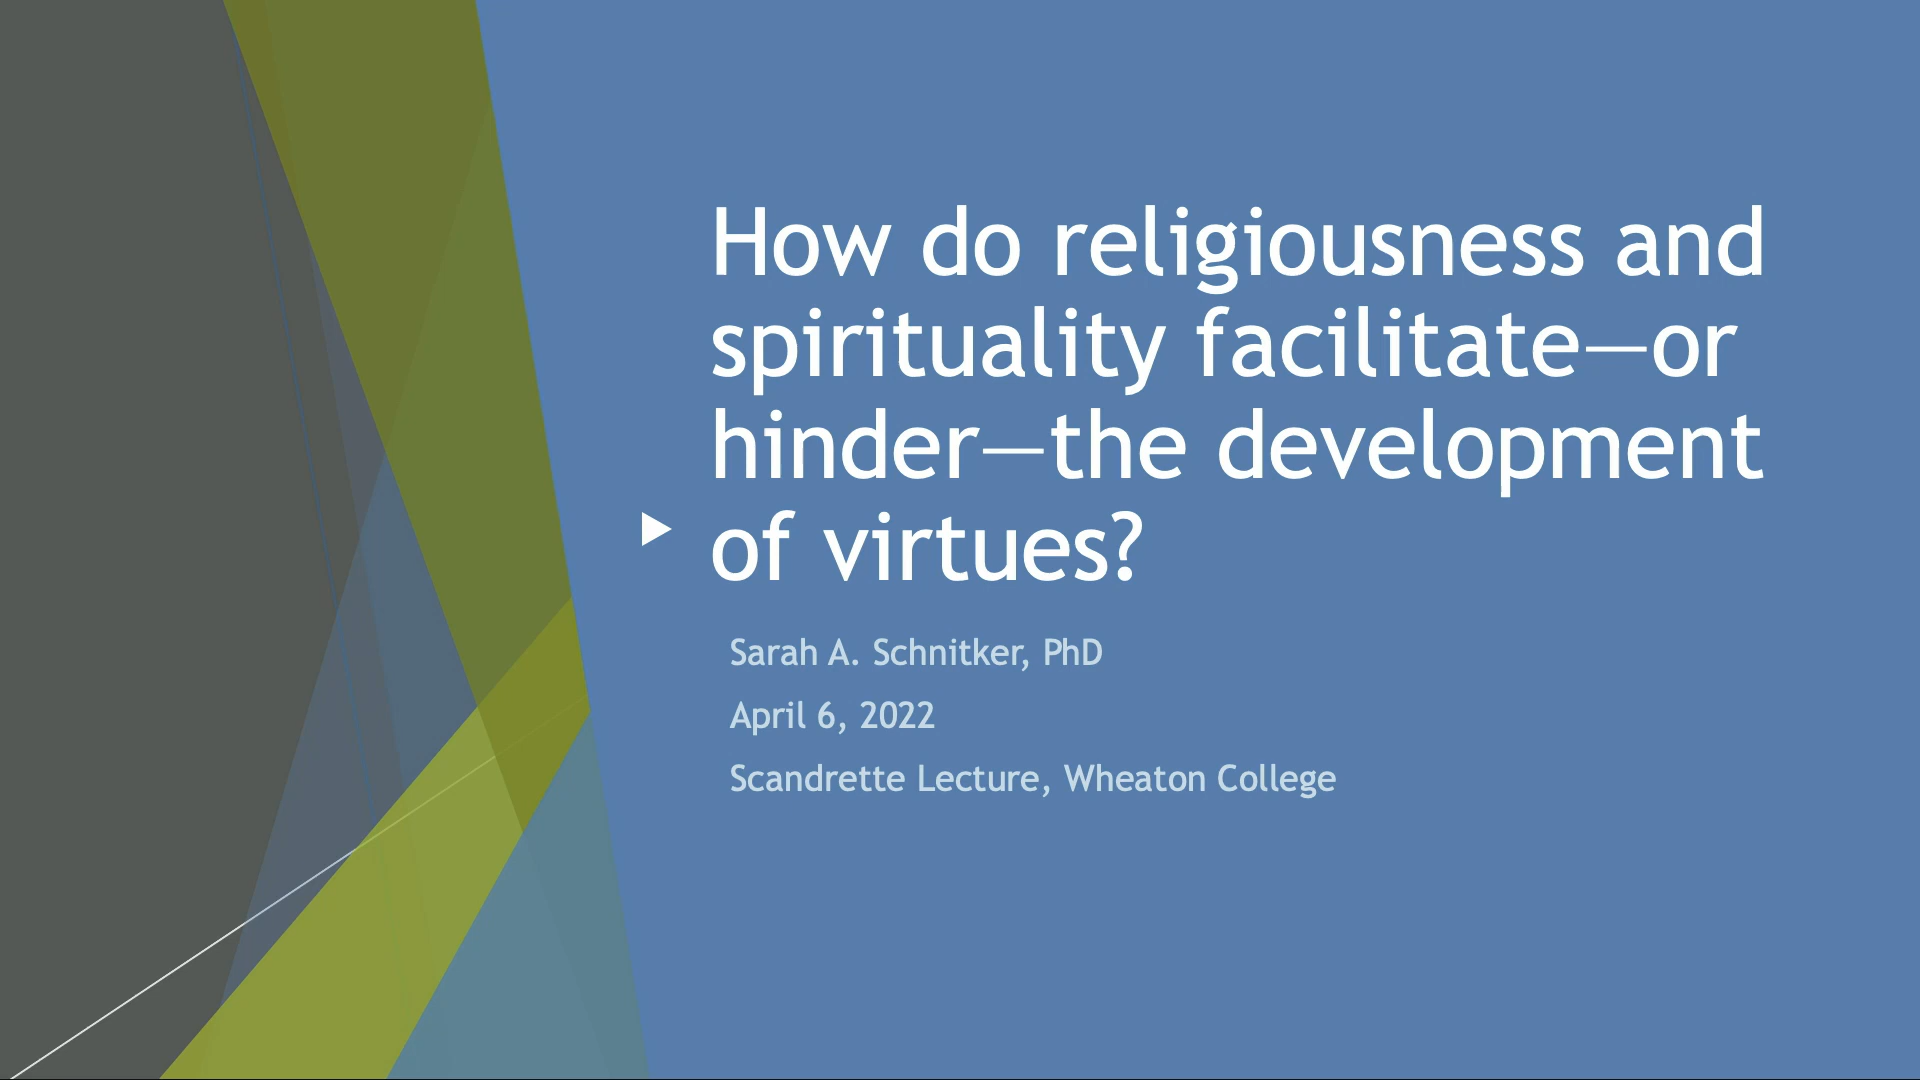 How do religiousness and
spirituality facilitate—or
hinder—the development
of virtues?
Sarah A. Schnitker, PhD
April 6, 2022
Scandrette Lecture, Wheaton College